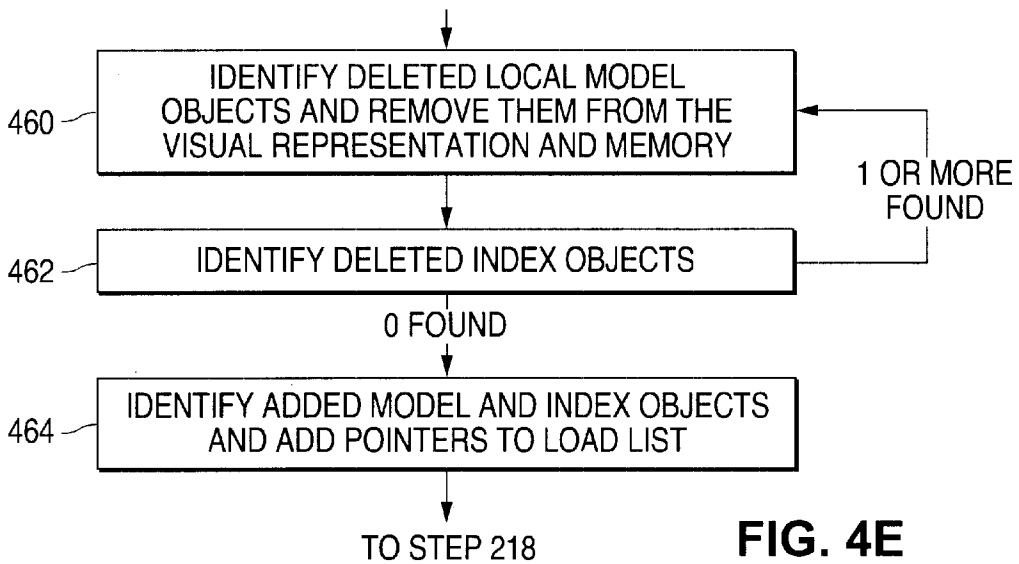 IDENTIFY DELETED LOCAL MODEL
OBJECTS AND REMOVE THEM FROM THE
VISUAL REPRESENTATION AND MEMORY
460
1 OR MORE
FOUND
IDENTIFY DELETED INDEX OBJECTS
462
0 FOUND
IDENTIFY ADDED MODEL AND INDEX OBJECTS
AND ADD POINTERS TO LOAD LIST
464
TO STEP 218
FIG. 4E